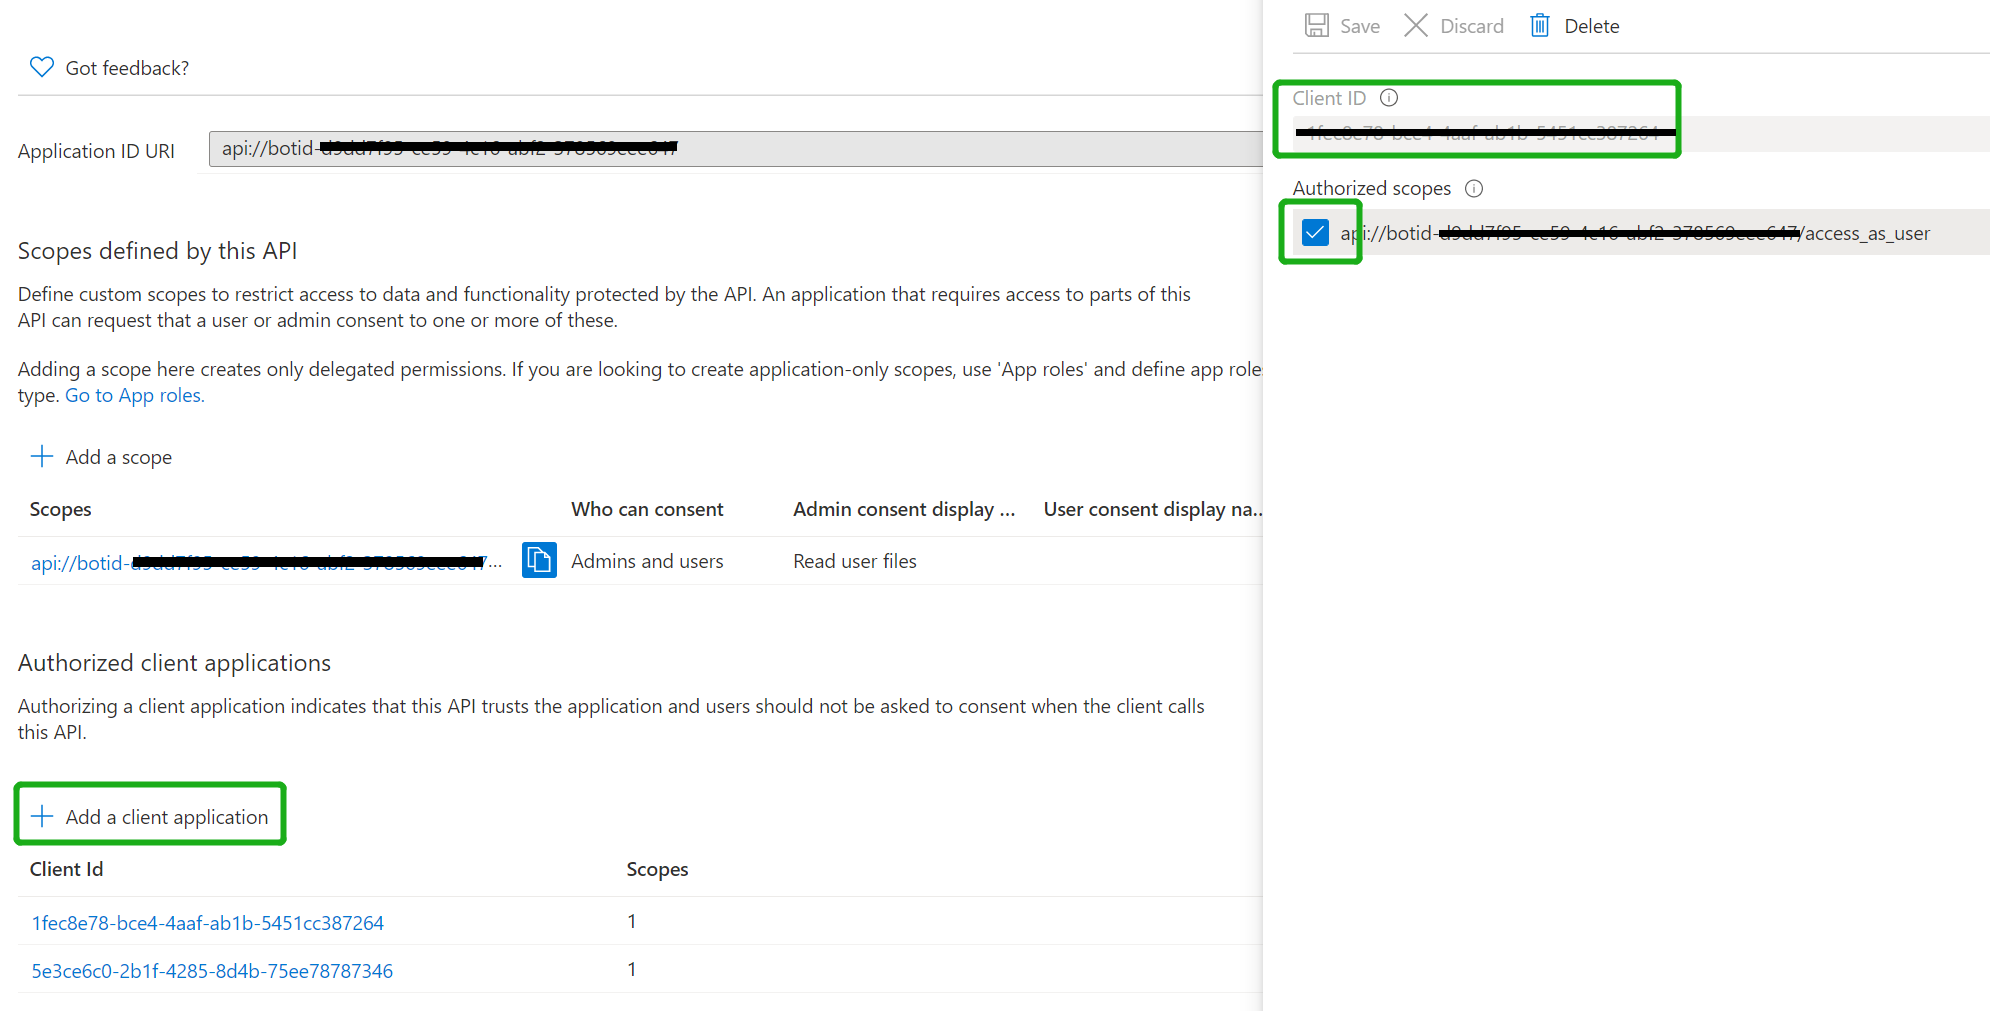 Got feedback?
Application ID URI
api://botid-
Scopes defined by this API
Define custom scopes to restrict access to data and functionality protected by the API. An application that requires access to parts of this
API can request that a user or admin consent to one or more of these.
Adding a scope here creates only delegated permissions. If you are looking to create application-only scopes, use 'App roles' and define app roles
type. Go to App roles.
Add a scope
Scopes Who can consent Admin consent display ... User consent display na...
api://botid- ... Admins and users Read user files
Authorized client applications
Authorizing a client application indicates that this API trusts the application and users should not be asked to consent when the client calls
this API.
Add a client application
Client Id Scopes
1fec8e78-bce4-4aaf-ab1b-5451cc387264 1
5e3ce6c0-2b1f-4285-8d4b-75ee78787346 1
Save Discard Delete
Client ID
Authorized scopes
api://botid- /access_as_user